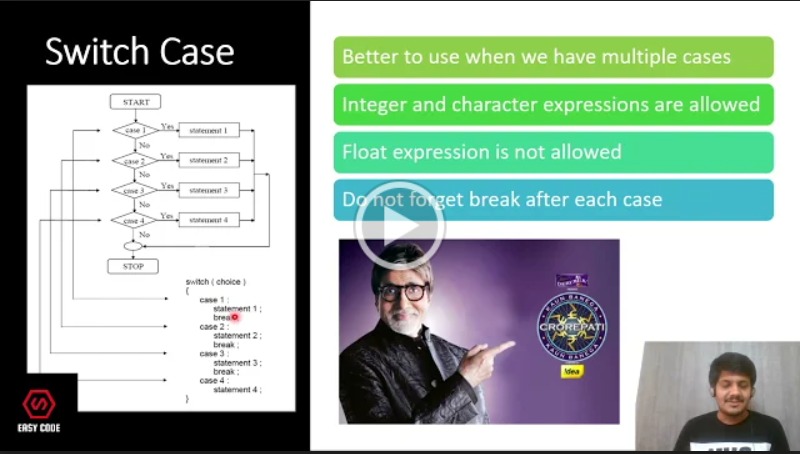 Switch Case
START
case 1
Yes
statement 1
No
case 2
Yes
statement 2
No
case 3
Yes
statement 3
No
case 4
Yes
statement 4
No
STOP
switch ( choice )
{
case 1 :
statement 1 ;
break
case 2 :
statement 2 ;
break ;
case 3 :
statement 3 ;
break ;
case 4 :
statement 4 ;
}
EASY CODE
Better to use when we have multiple cases
Integer and character expressions are allowed
Float expression is not allowed
Do not forget break after each case
KAUN BANEGA
CROREPATI
KAUN BANEGA
Idea